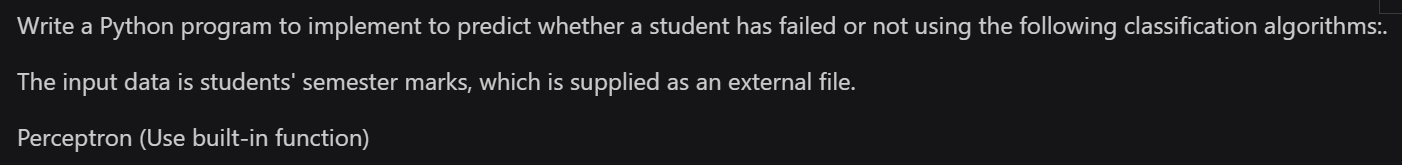 Write a Python program to implement to predict whether a student has failed or not using the following classification algorithms:.
The input data is students' semester marks, which is supplied as an external file.
Perceptron (Use built-in function)